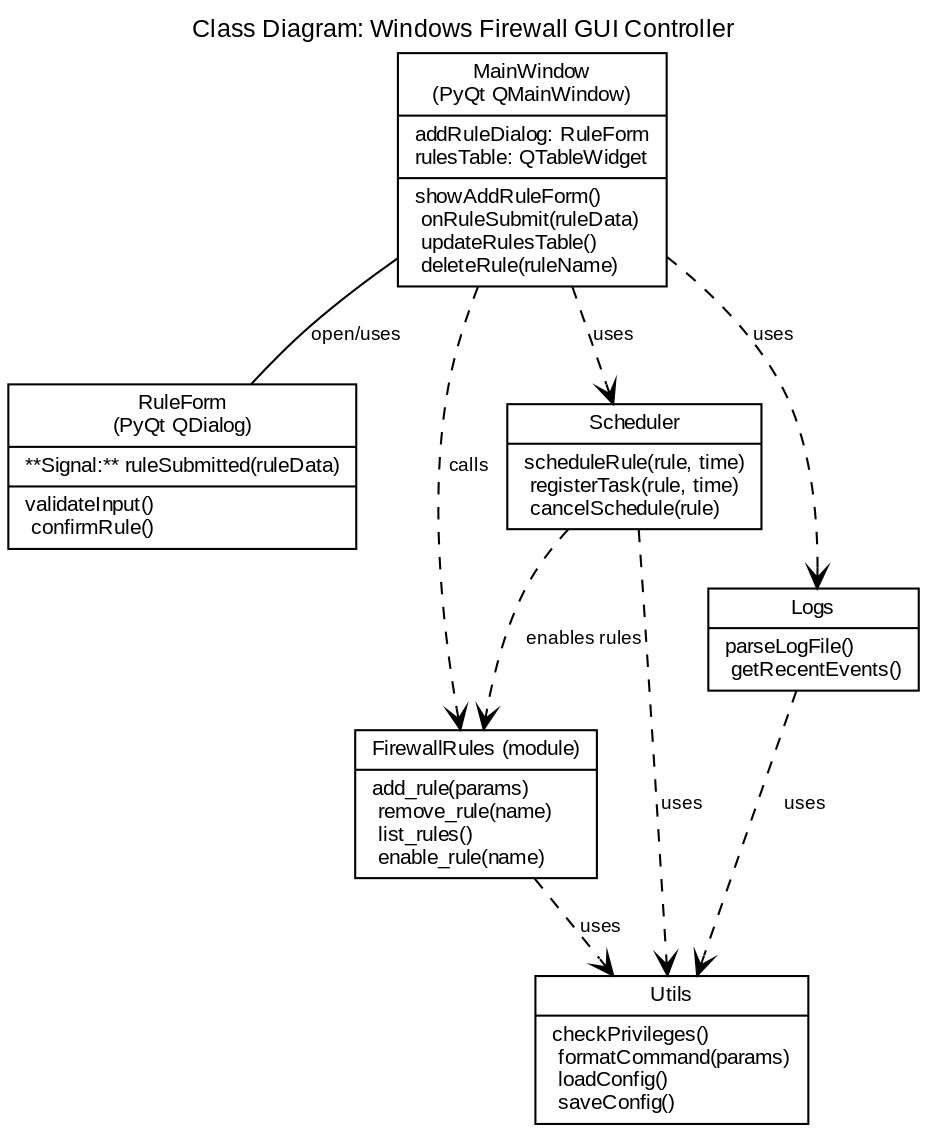 Class Diagram: Windows Firewall GUI Controller
MainWindow
(PyQt QMainWindow)
addRuleDialog: RuleForm
rulesTable: QTableWidget
showAddRuleForm()
onRuleSubmit(ruleData)
updateRulesTable()
deleteRule(ruleName)
open/uses
uses
uses
RuleForm
(PyQt QDialog)
**Signal:** ruleSubmitted(ruleData)
validateInput()
confirmRule()
calls
Scheduler
scheduleRule(rule, time)
registerTask(rule, time)
cancelSchedule(rule)
Logs
parseLogFile()
getRecentEvents()
enables rules
FirewallRules (module)
add_rule(params)
remove_rule(name)
list_rules()
enable_rule(name)
uses
uses
uses
Utils
checkPrivileges()
formatCommand(params)
loadConfig()
saveConfig()